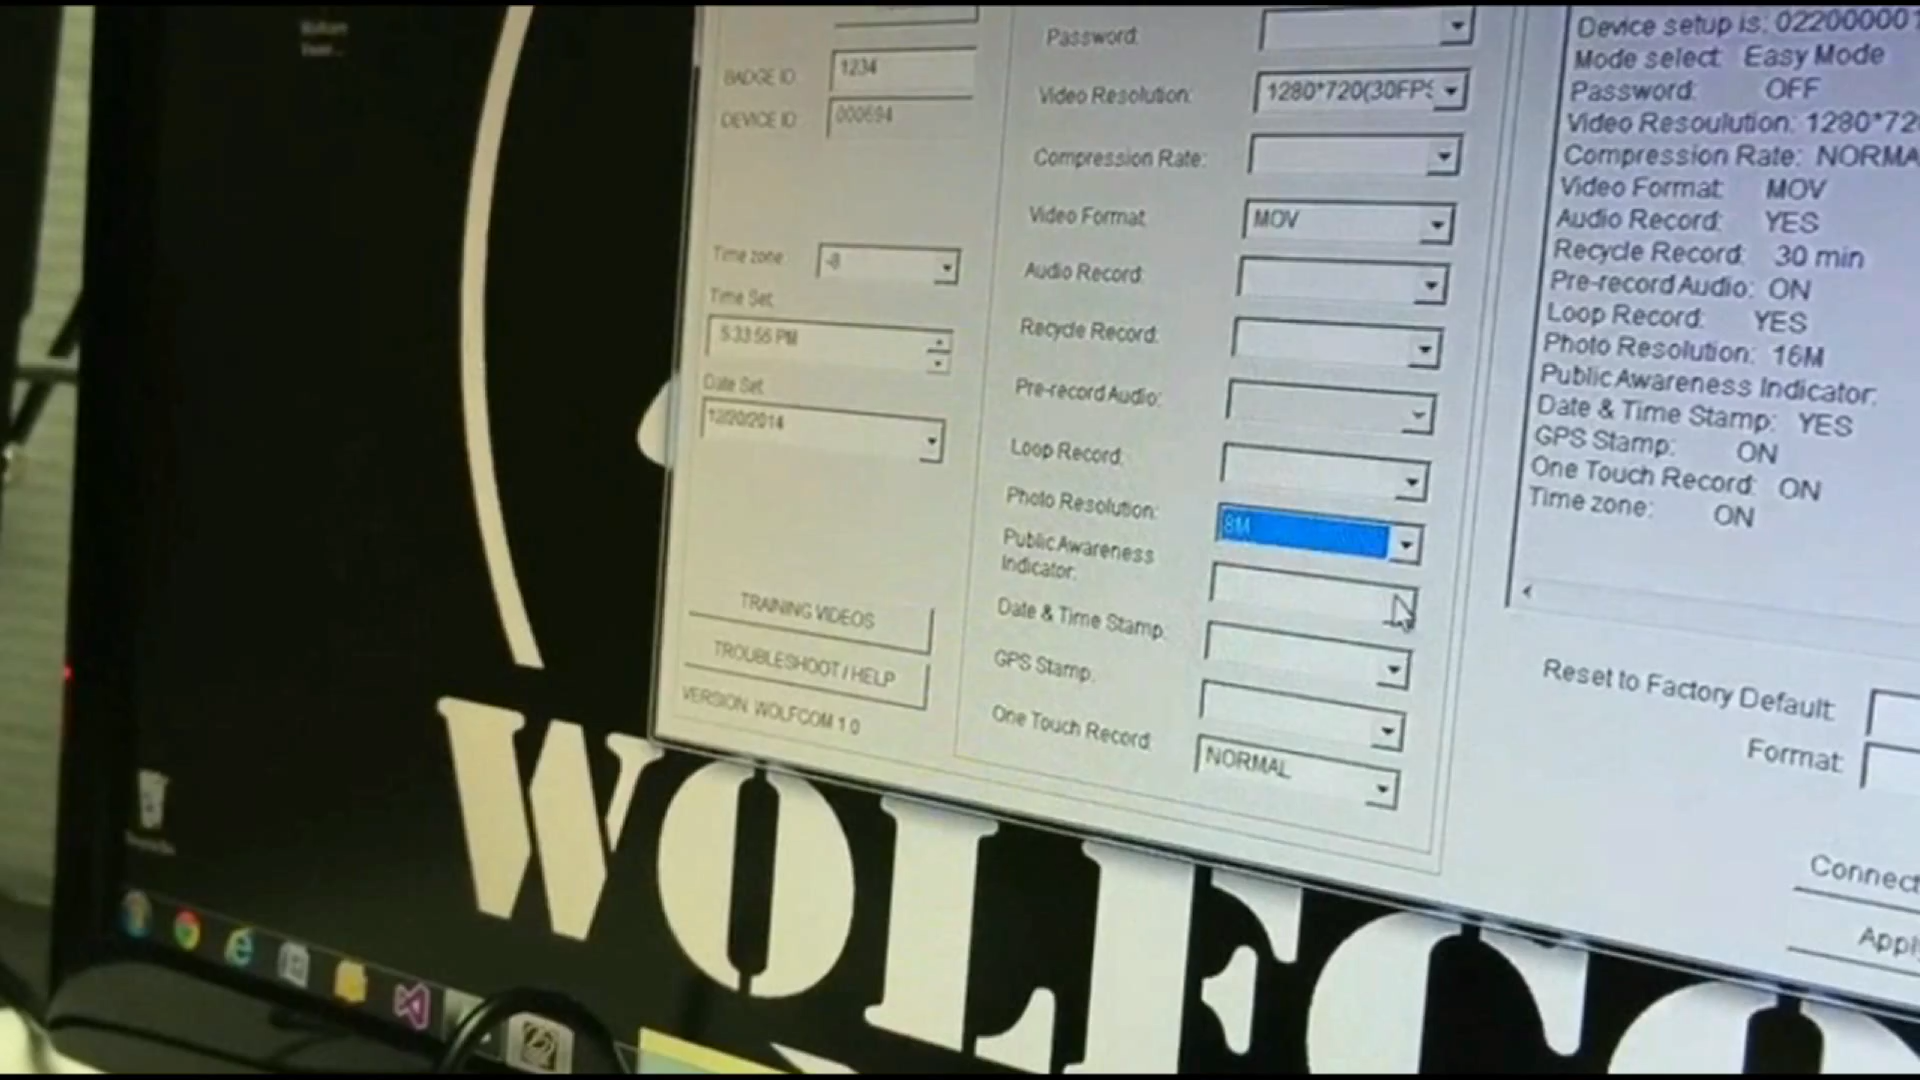 Password:
BADGE ID 1234
Video Resolution: 1280*720(30FPS
DEVICE ID 000694
Compression Rate:
Video Format: MOV
Time zone: -8
Audio Record:
Time Set:
5:33:55 PM
Recycle Record:
Date Set:
12/20/2014
Pre-record Audio:
Loop Record:
Photo Resolution: 8M
Public Awareness
Indicator:
Date & Time Stamp:
GPS Stamp:
One Touch Record: NORMAL
TRAINING VIDEOS
TROUBLESHOOT / HELP
VERSION: WOLFCOM 1 0
Device setup is: 022000001
Mode select: Easy Mode
Password: OFF
Video Resoulution: 1280*72
Compression Rate: NORMA
Video Format: MOV
Audio Record: YES
Recycle Record: 30 min
Pre-record Audio: ON
Loop Record: YES
Photo Resolution: 16M
Public Awareness Indicator:
Date & Time Stamp: YES
GPS Stamp: ON
One Touch Record: ON
Time zone: ON
Reset to Factory Default:
Format:
Connect
Apply
WOLFCO